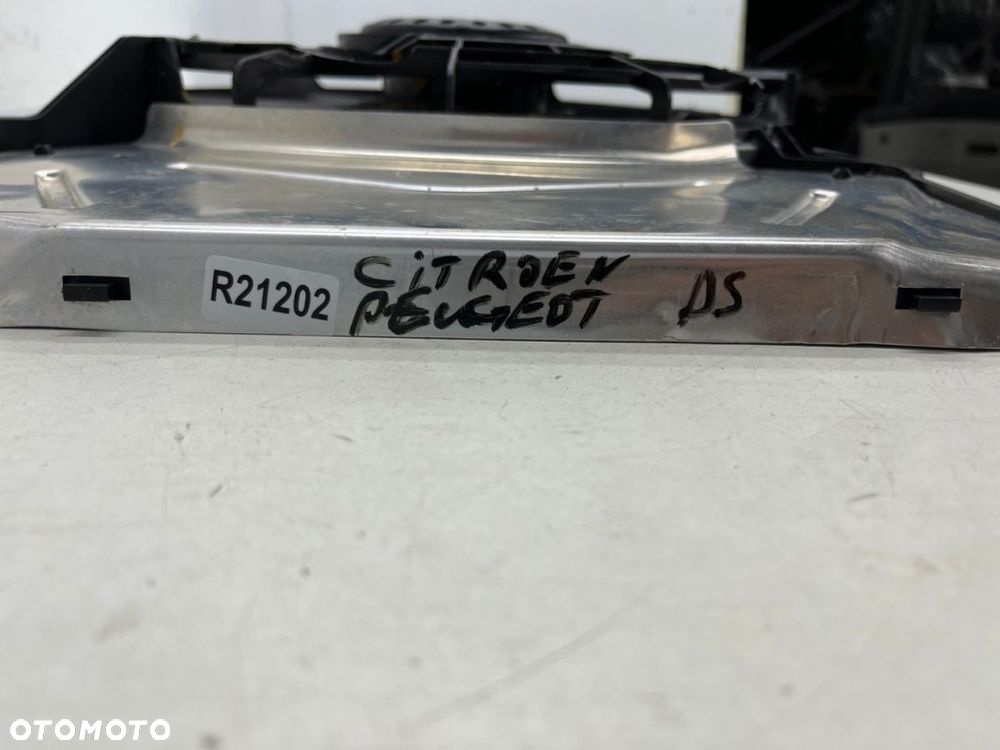 R21202
CiTROEN
PEUGEOT
DS
OTOMOTO